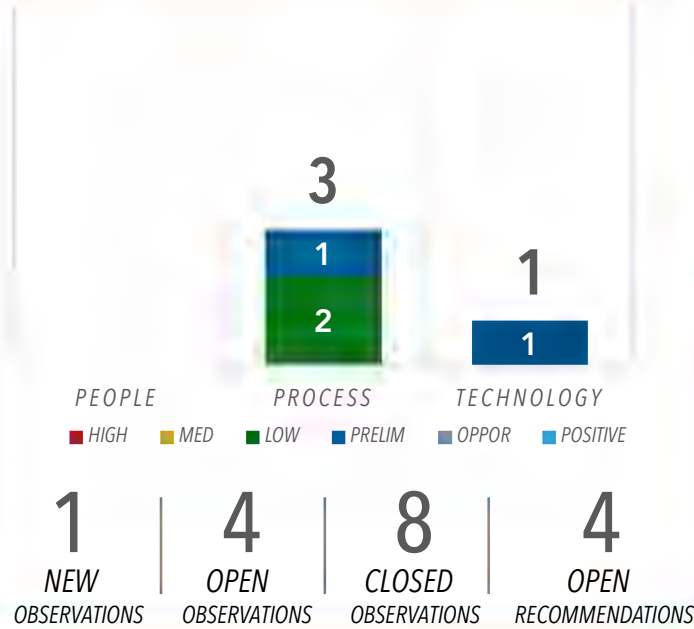 3
1
1
2
1
PEOPLE PROCESS TECHNOLOGY
HIGH MED LOW PRELIM OPPOR POSITIVE
1 4 8 4
NEW OPEN CLOSED OPEN
OBSERVATIONS OBSERVATIONS OBSERVATIONS RECOMMENDATIONS